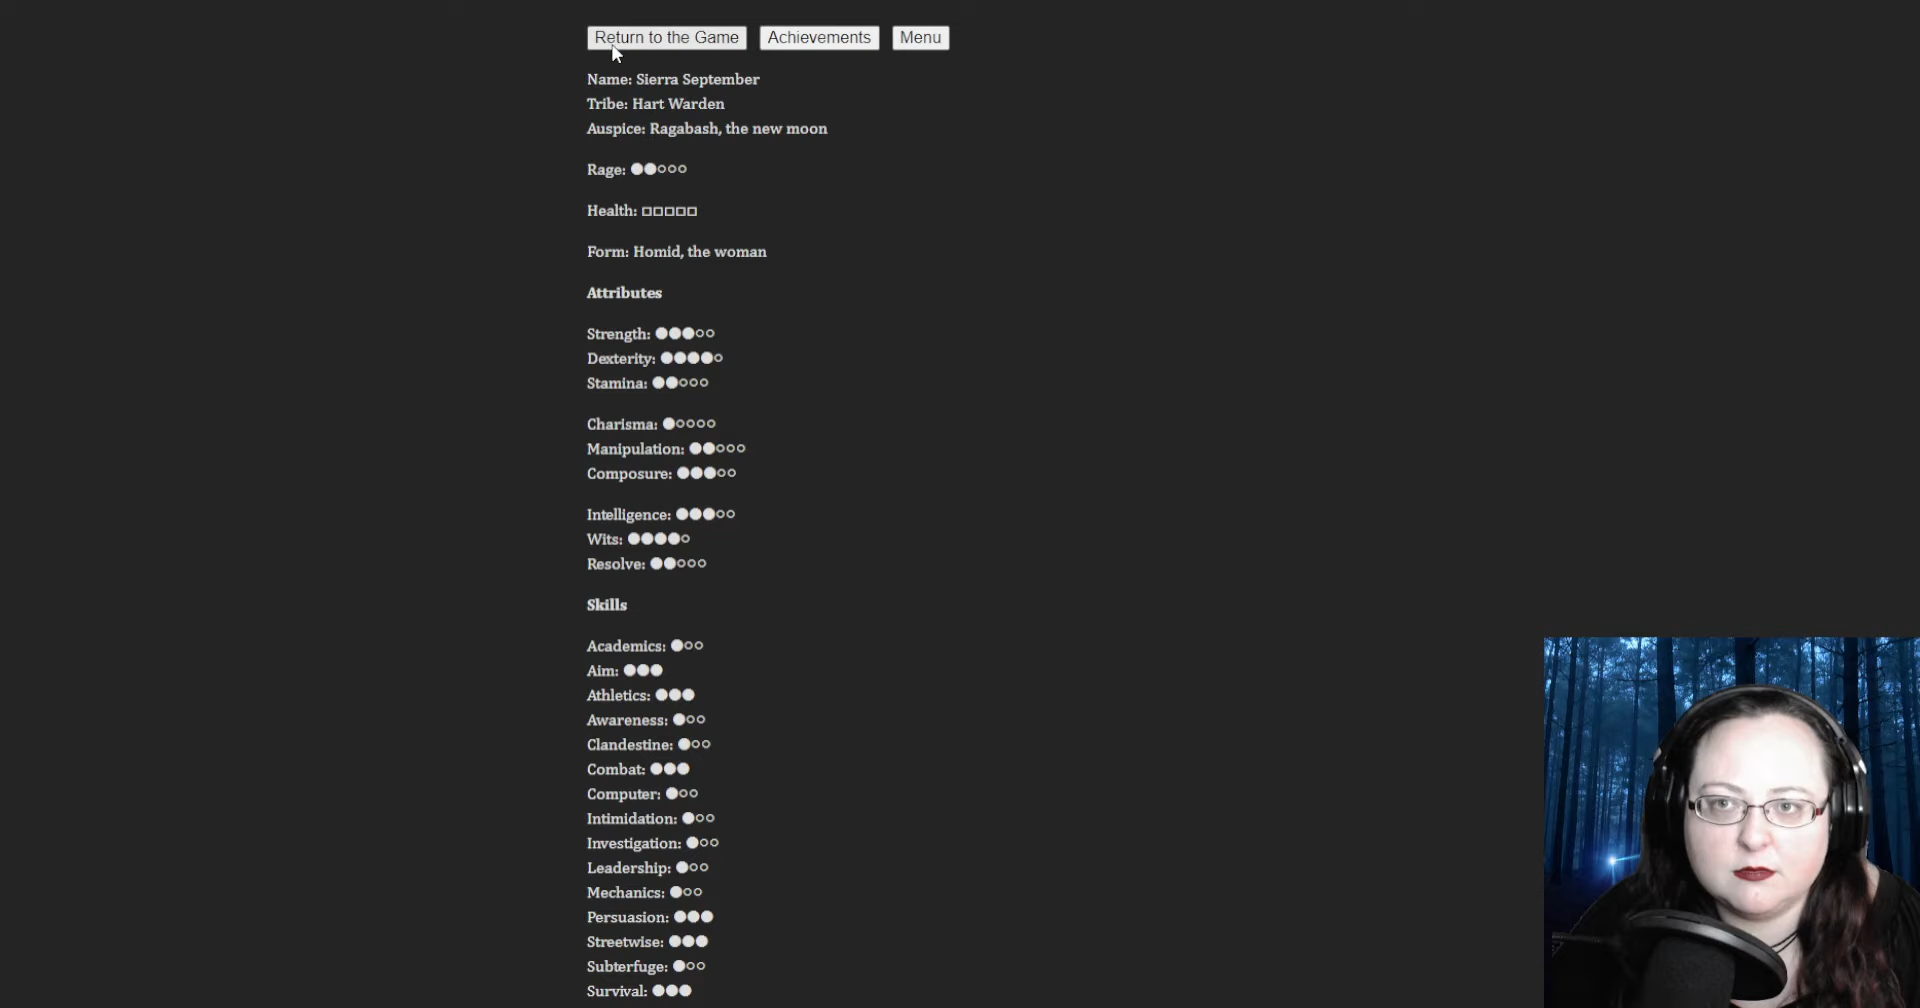 Return to the Game Achievements Menu
Name: Sierra September
Tribe: Hart Warden
Auspice: Ragabash, the new moon
Rage: ●●○○○
Health: □□□□□
Form: Homid, the woman
Attributes
Strength: ●●●○○
Dexterity: ●●●●○
Stamina: ●●○○○
Charisma: ●○○○○
Manipulation: ●●○○○
Composure: ●●●○○
Intelligence: ●●●○○
Wits: ●●●●○
Resolve: ●●○○○
Skills
Academics: ●○○
Aim: ●●●
Athletics: ●●●
Awareness: ●○○
Clandestine: ●○○
Combat: ●●●
Computer: ●○○
Intimidation: ●○○
Investigation: ●○○
Leadership: ●○○
Mechanics: ●○○
Persuasion: ●●●
Streetwise: ●●●
Subterfuge: ●○○
Survival: ●●●